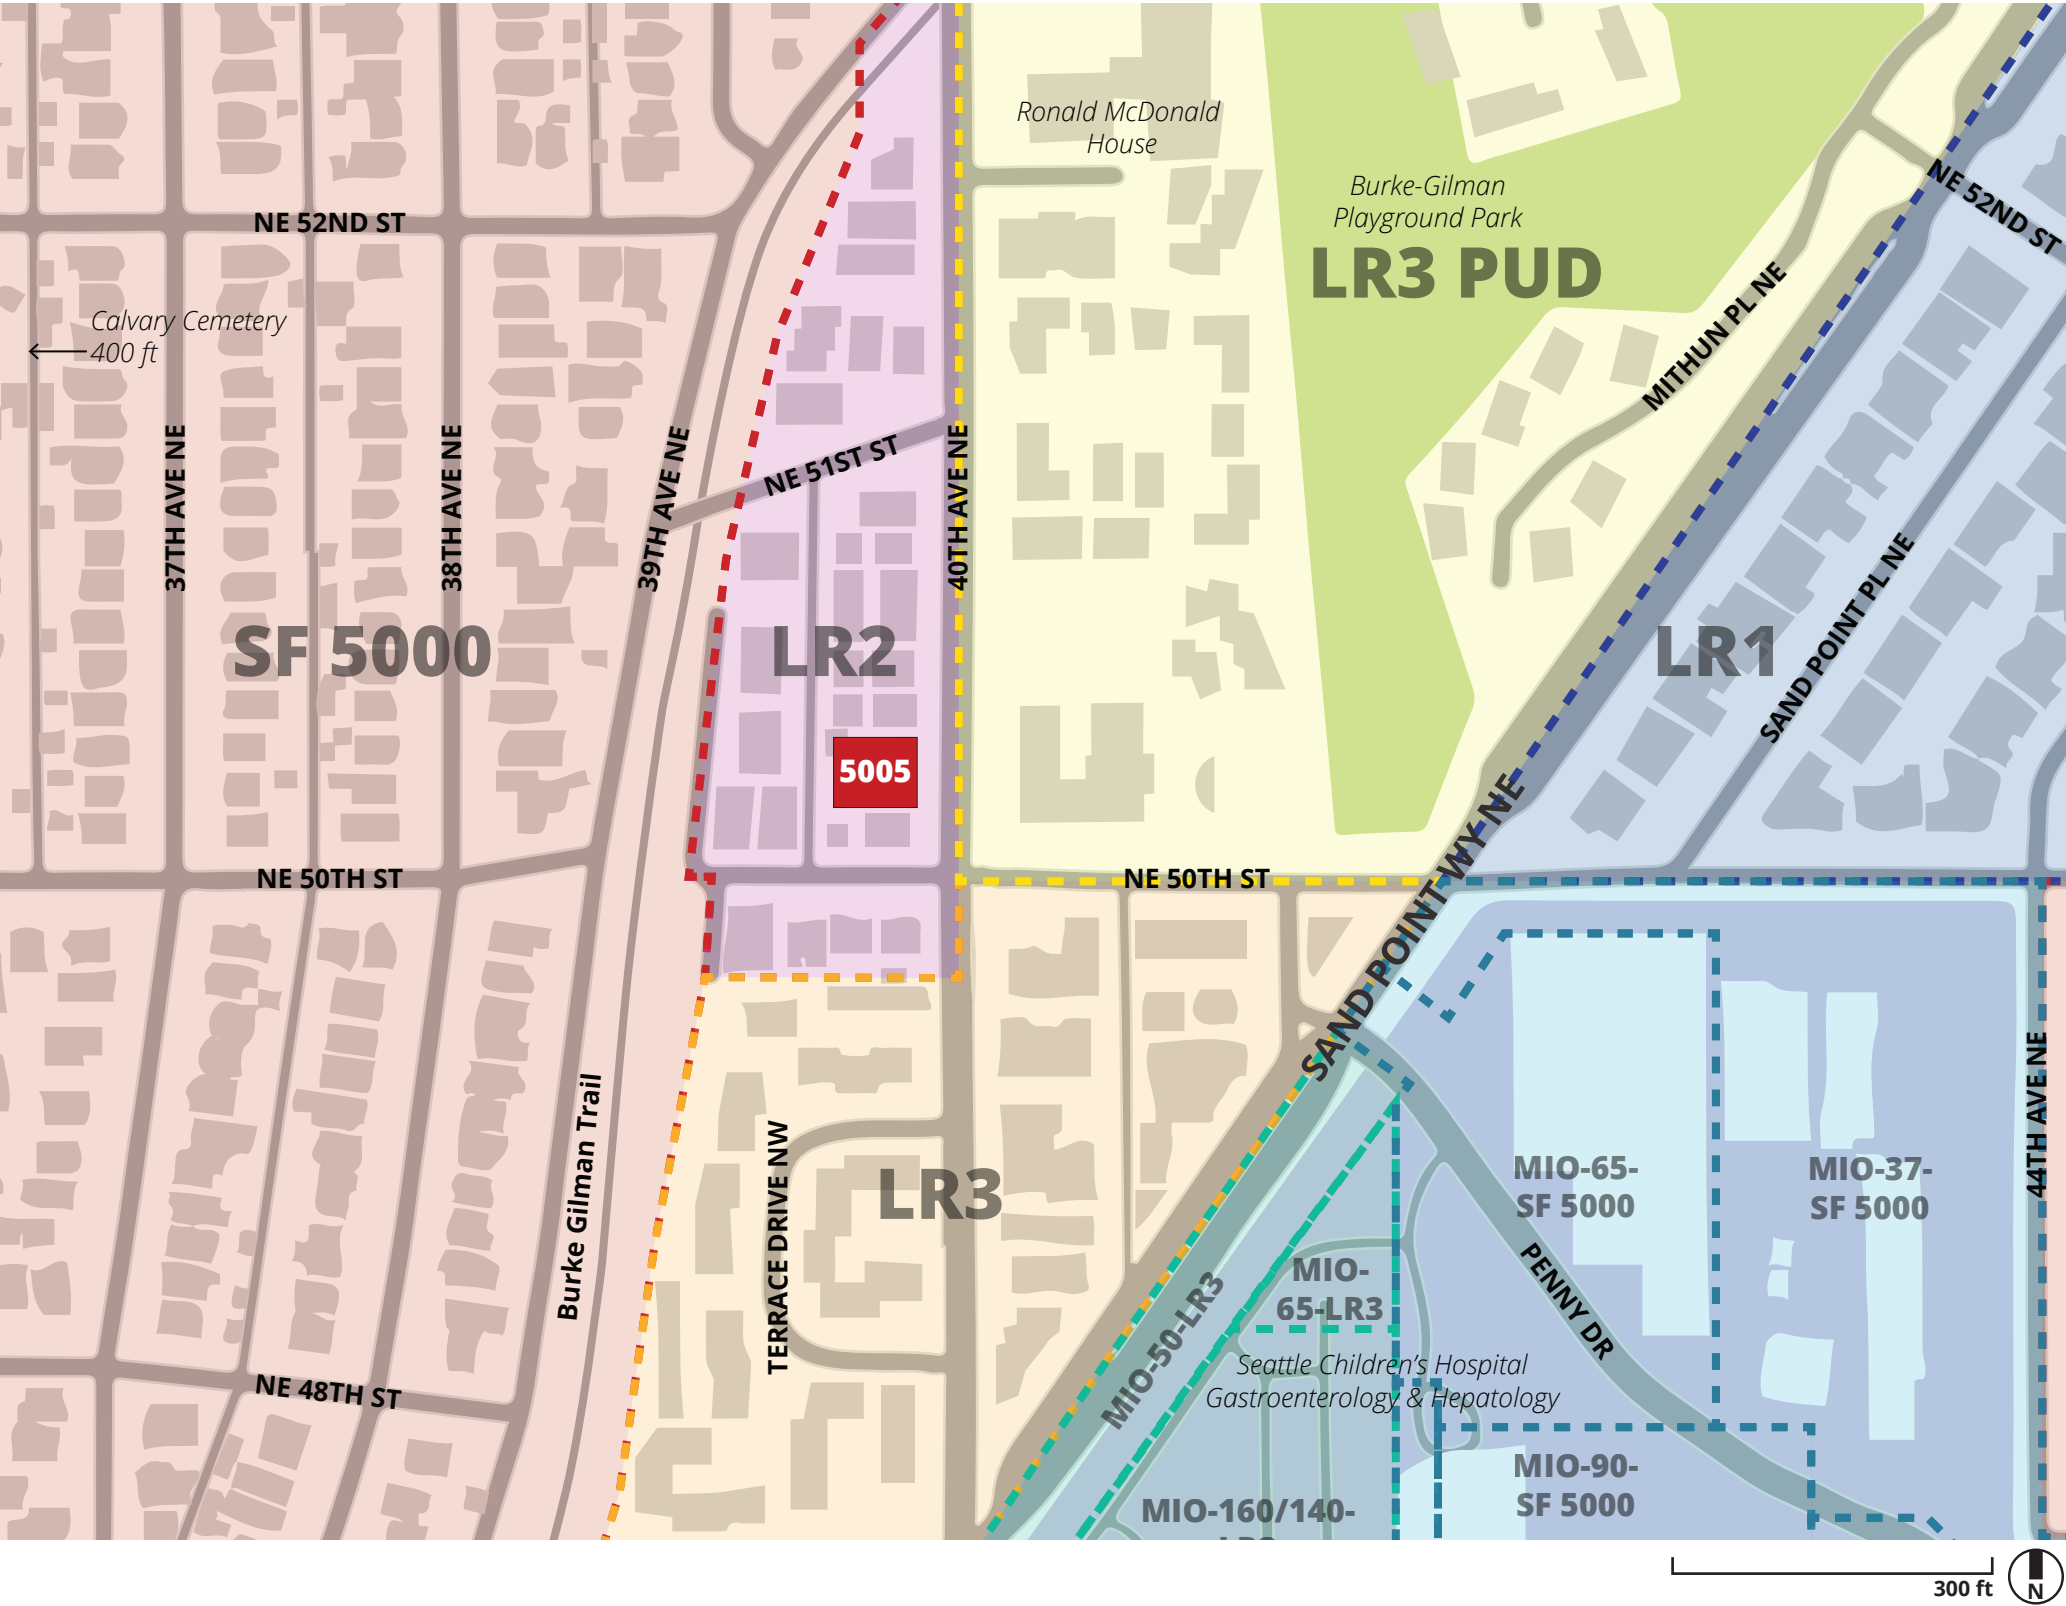 Ronald McDonald
House
Burke-Gilman
Playground Park
LR3 PUD
NE 52ND ST
NE 52ND ST
Calvary Cemetery
400 ft
MITHUN PL NE
37TH AVE NE
38TH AVE NE
39TH AVE NE
NE 51ST ST
40TH AVE NE
SF 5000
LR2
LR1
SAND POINT PL NE
5005
NE 50TH ST
NE 50TH ST
SAND POINT WY NE
Burke Gilman Trail
TERRACE DRIVE NW
LR3
MIO-65-
SF 5000
MIO-37-
SF 5000
44TH AVE NE
PENNY DR
MIO-50-LR3
MIO-
65-LR3
Seattle Children's Hospital
Gastroenterology & Hepatology
NE 48TH ST
MIO-90-
SF 5000
MIO-160/140-
300 ft
N